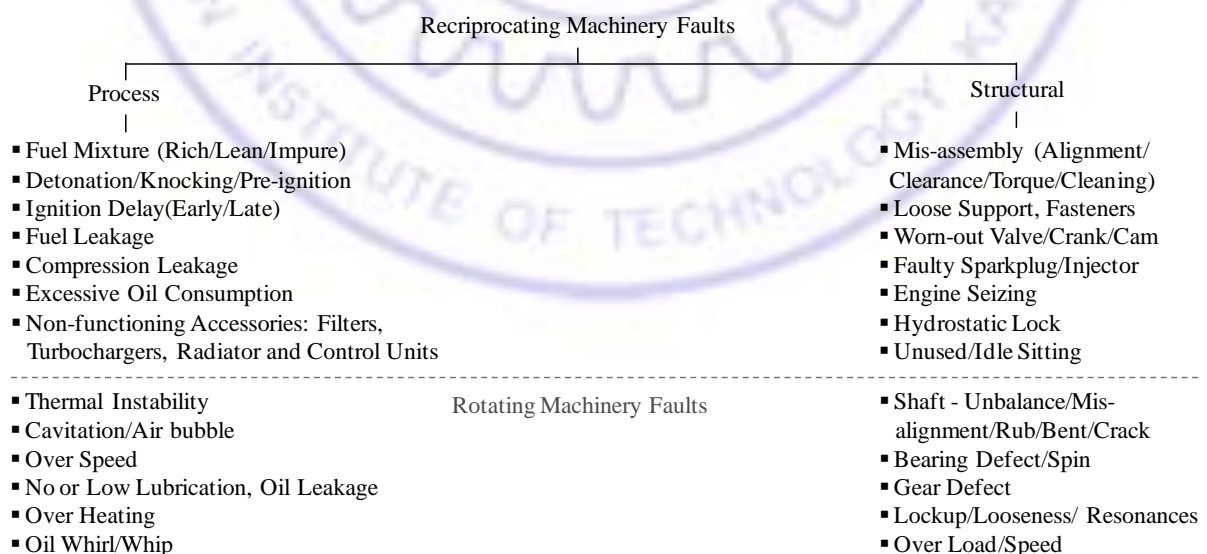 Recriprocating Machinery Faults
Process
▪ Fuel Mixture (Rich/Lean/Impure)
▪ Detonation/Knocking/Pre-ignition
▪ Ignition Delay(Early/Late)
▪ Fuel Leakage
▪ Compression Leakage
▪ Excessive Oil Consumption
▪ Non-functioning Accessories: Filters,
Turbochargers, Radiator and Control Units
Structural
▪ Mis-assembly (Alignment/
Clearance/Torque/Cleaning)
▪ Loose Support, Fasteners
▪ Worn-out Valve/Crank/Cam
▪ Faulty Sparkplug/Injector
▪ Engine Seizing
▪ Hydrostatic Lock
▪ Unused/Idle Sitting
Rotating Machinery Faults
▪ Thermal Instability
▪ Cavitation/Air bubble
▪ Over Speed
▪ No or Low Lubrication, Oil Leakage
▪ Over Heating
▪ Oil Whirl/Whip
▪ Shaft - Unbalance/Mis-
alignment/Rub/Bent/Crack
▪ Bearing Defect/Spin
▪ Gear Defect
▪ Lockup/Looseness/ Resonances
▪ Over Load/Speed
INSTITUTE OF TECHNOLOGY